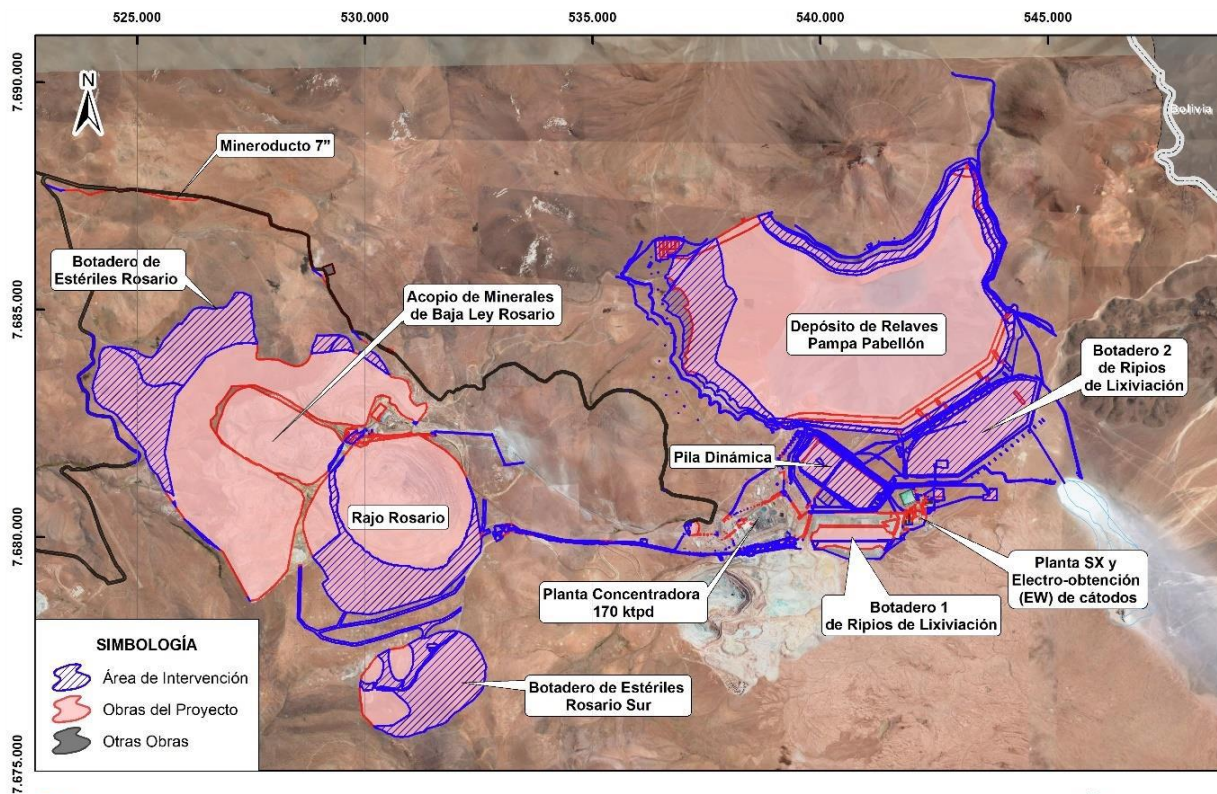 525.000
530.000
535.000
540.000
545.000
7.690.000
7.685.000
7.680.000
7.675.000
N
Bolivia
Mineroducto 7"
Botadero de
Estériles Rosario
Acopio de Minerales
de Baja Ley Rosario
Depósito de Relaves
Pampa Pabellón
Botadero 2
de Ripios
de Lixiviación
Pila Dinámica
Rajo Rosario
Planta Concentradora
170 ktpd
Botadero 1
de Ripios de Lixiviación
Planta SX y
Electro-obtención
(EW) de cátodos
Botadero de Estériles
Rosario Sur
SIMBOLOGÍA
Área de Intervención
Obras del Proyecto
Otras Obras